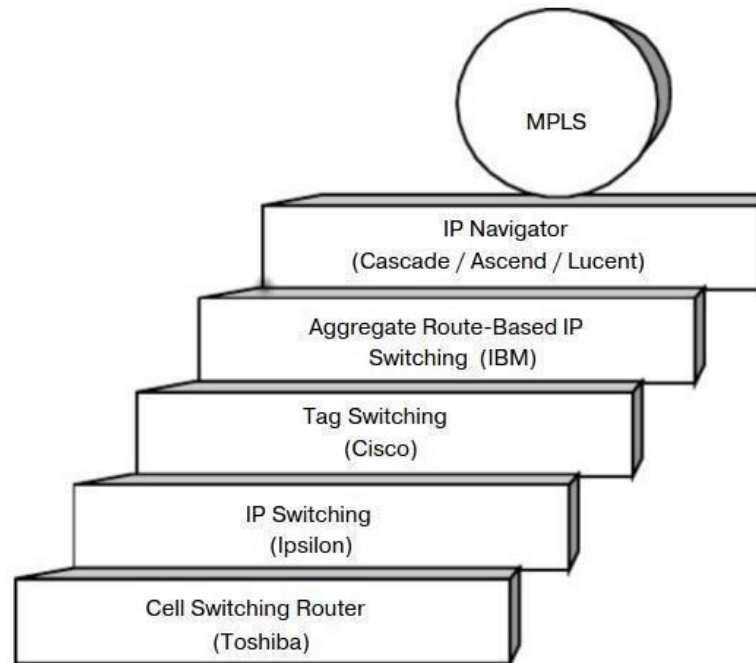 MPLS
IP Navigator
(Cascade / Ascend / Lucent)
Aggregate Route-Based IP
Switching (IBM)
Tag Switching
(Cisco)
IP Switching
(Ipsilon)
Cell Switching Router
(Toshiba)